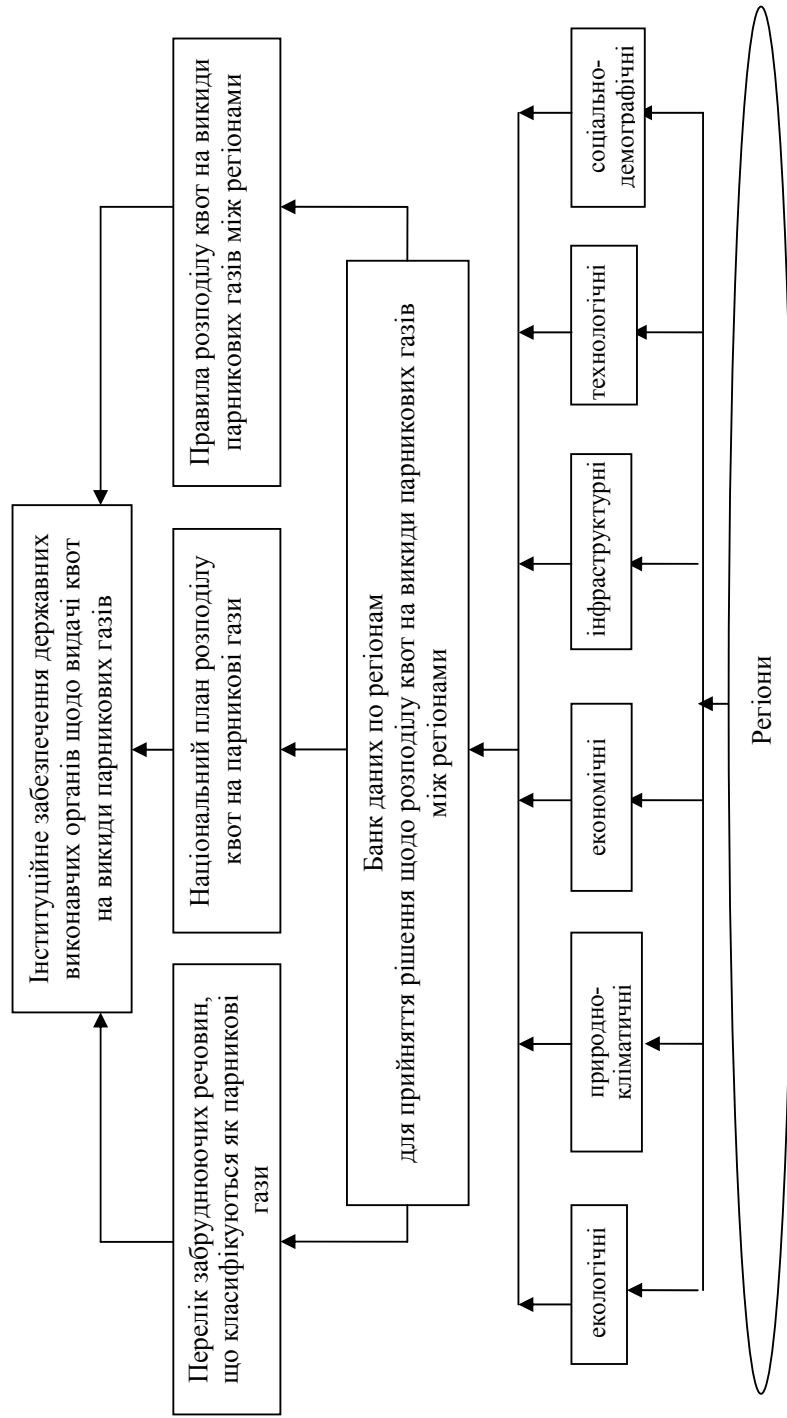 Інституційне забезпечення державних
виконавчих органів щодо видачі квот
на викиди парникових газів
Перелік забруднюючих речовин,
що класифікуються як парникові
гази
Національний план розподілу
квот на парникові гази
Правила розподілу квот на викиди
парникових газів між регіонами
Банк даних по регіонам
для прийняття рішення щодо розподілу квот на викиди парникових газів
між регіонами
екологічні
природно-
кліматичні
економічні
інфраструктурні
технологічні
соціально-
демографічні
Регіони